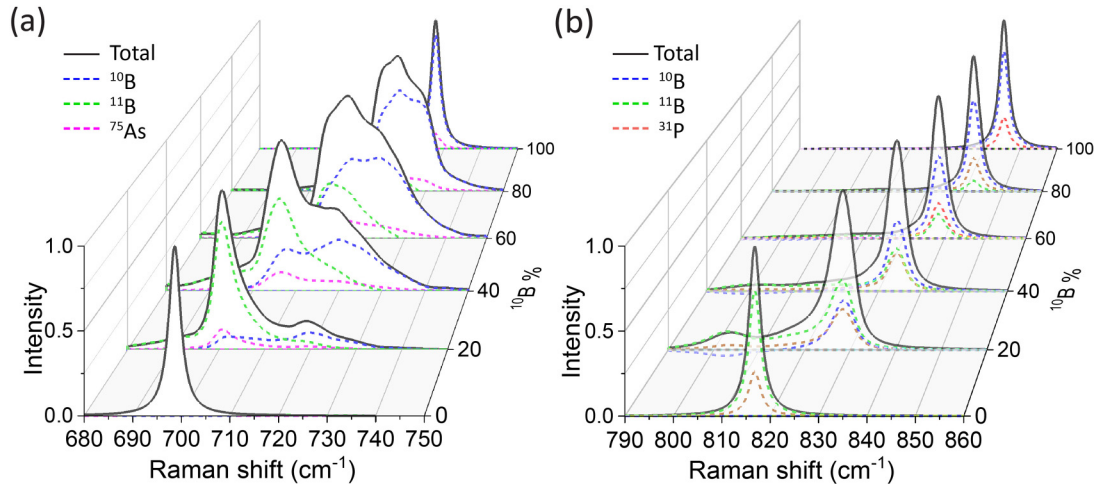 (a)
Total
¹⁰B
¹¹B
⁷⁵As
Intensity
1.0
0.5
0.0
680 690 700 710 720 730 740 750
Raman shift (cm⁻¹)
0
20
40
60
80
100
¹⁰B %
(b)
Total
¹⁰B
¹¹B
³¹P
Intensity
1.0
0.5
0.0
790 800 810 820 830 840 850 860
Raman shift (cm⁻¹)
0
20
40
60
80
100
¹⁰B %